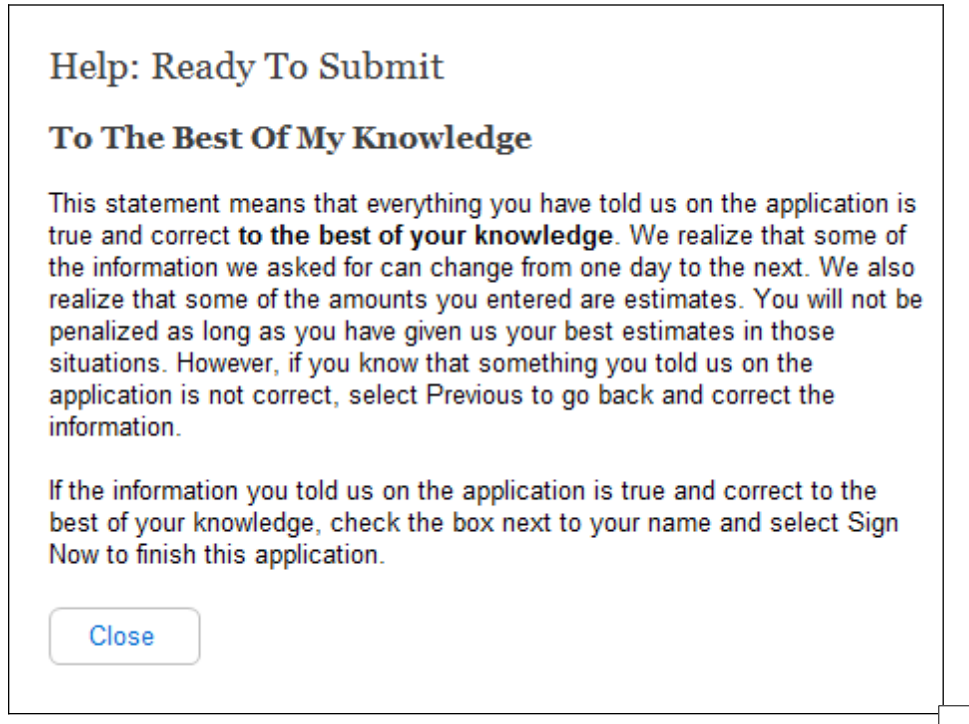 Help: Ready To Submit
To The Best Of My Knowledge
This statement means that everything you have told us on the application is
true and correct to the best of your knowledge. We realize that some of
the information we asked for can change from one day to the next. We also
realize that some of the amounts you entered are estimates. You will not be
penalized as long as you have given us your best estimates in those
situations. However, if you know that something you told us on the
application is not correct, select Previous to go back and correct the
information.
If the information you told us on the application is true and correct to the
best of your knowledge, check the box next to your name and select Sign
Now to finish this application.
Close